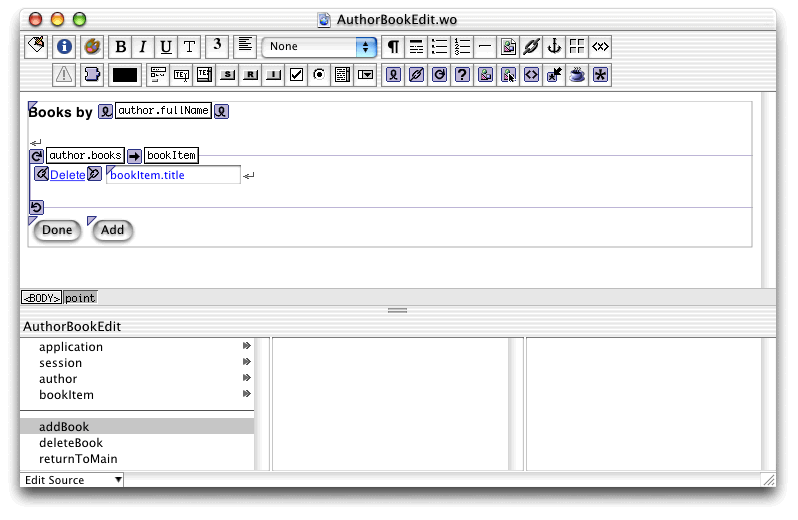 AuthorBookEdit.wo
B I U T 3 None ¶
TEXT S R I ?
Books by author.fullName
author.books bookItem
Delete bookItem.title
Done Add
<BODY> point
AuthorBookEdit
application
session
author
bookItem
addBook
deleteBook
returnToMain
Edit Source